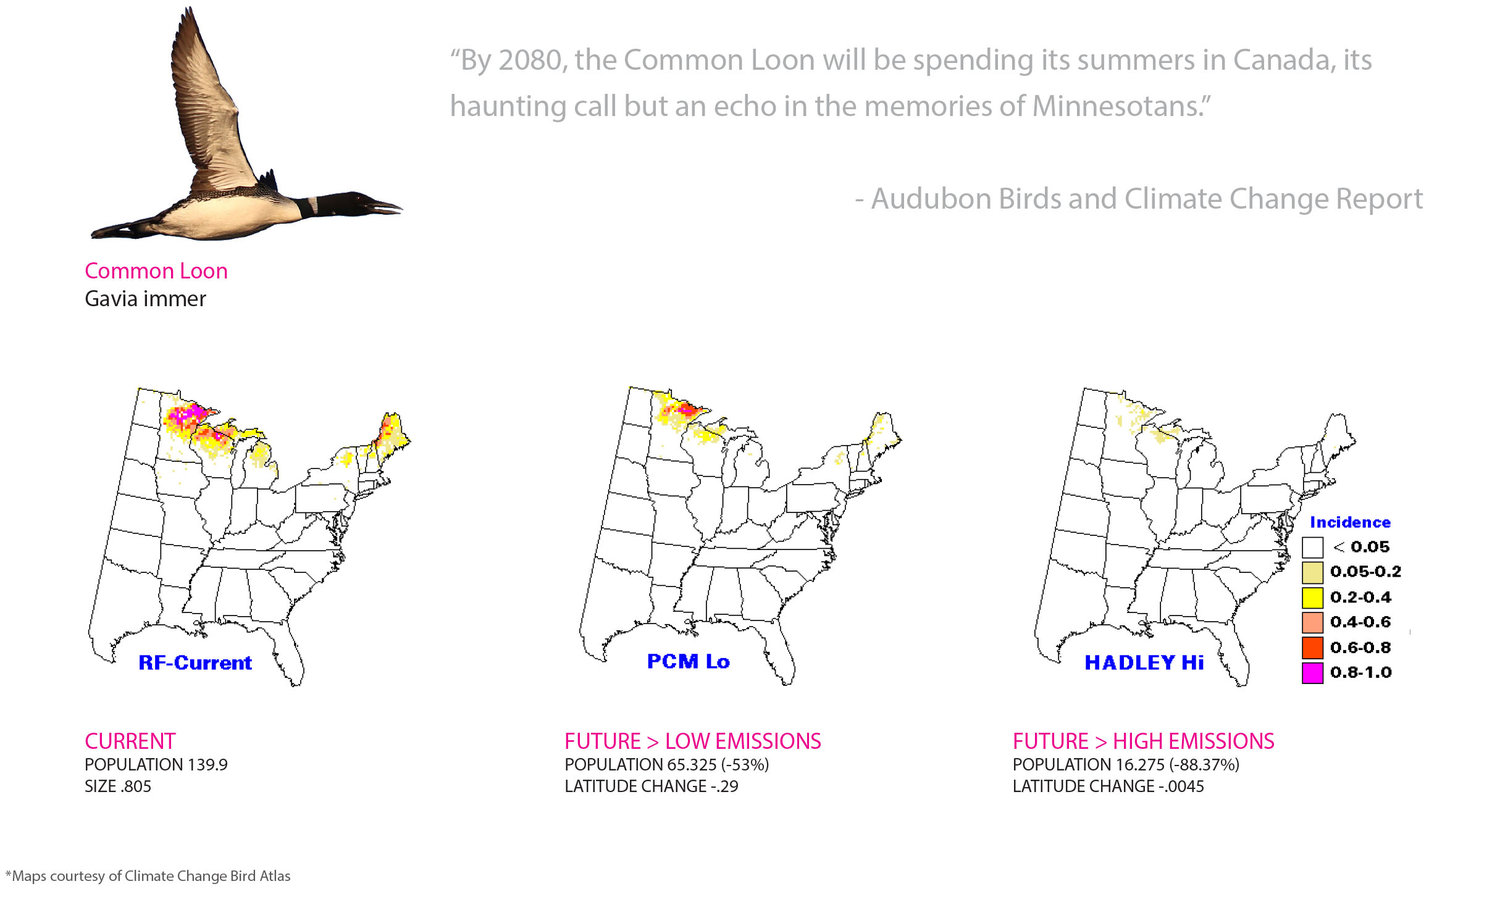 “By 2080, the Common Loon will be spending its summers in Canada, its
haunting call but an echo in the memories of Minnesotans.”
- Audubon Birds and Climate Change Report
Common Loon
Gavia immer
RF-Current
PCM Lo
HADLEY Hi
Incidence
< 0.05
0.05-0.2
0.2-0.4
0.4-0.6
0.6-0.8
0.8-1.0
CURRENT
POPULATION 139.9
SIZE .805
FUTURE > LOW EMISSIONS
POPULATION 65.325 (-53%)
LATITUDE CHANGE -.29
FUTURE > HIGH EMISSIONS
POPULATION 16.275 (-88.37%)
LATITUDE CHANGE -.0045
*Maps courtesy of Climate Change Bird Atlas